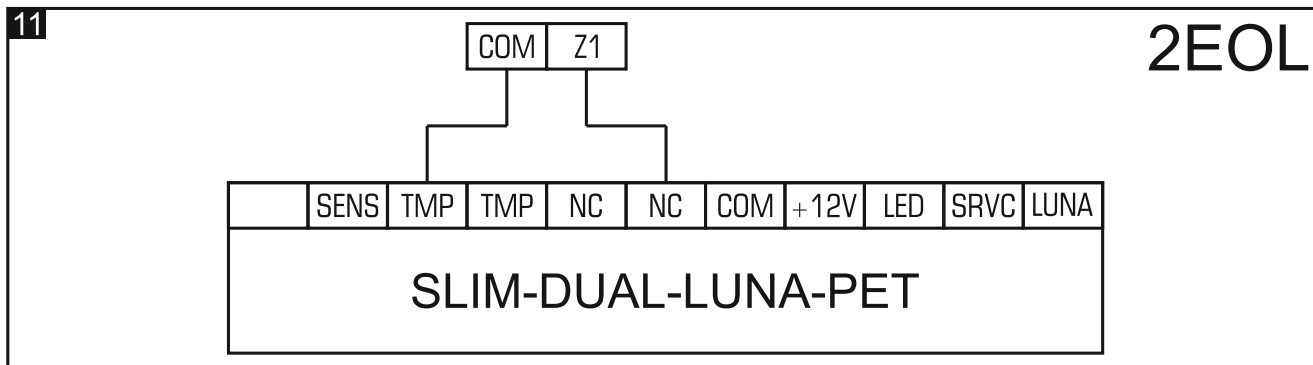 11
2EOL
COM Z1
SENS TMP TMP NC NC COM +12V LED SRVC LUNA
SLIM-DUAL-LUNA-PET